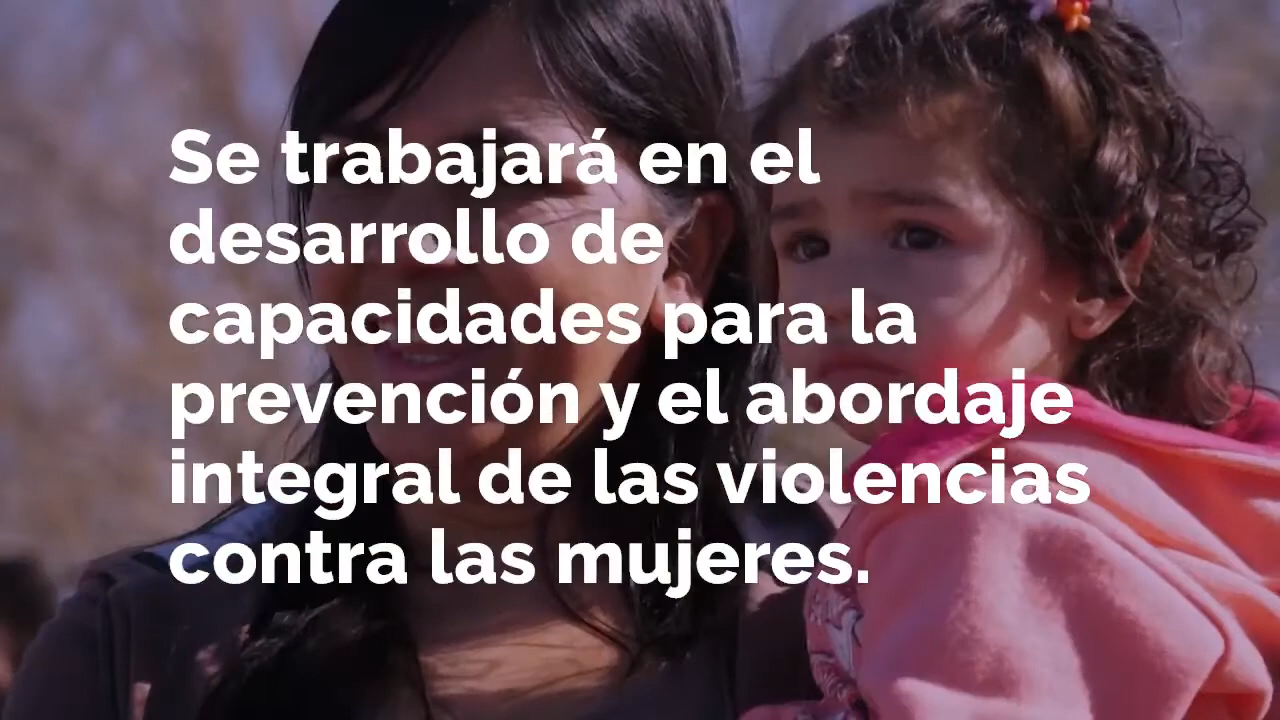 Se trabajará en el
desarrollo de
capacidades para la
prevención y el abordaje
integral de las violencias
contra las mujeres.